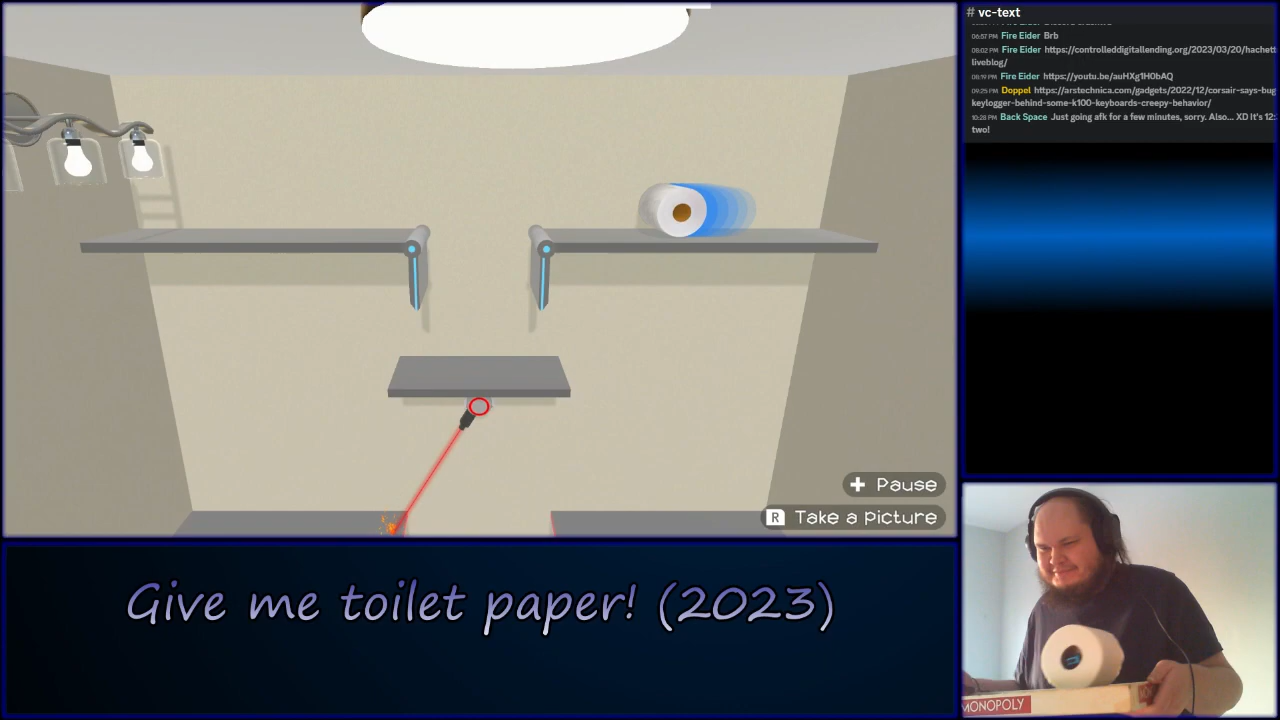 # vc-text
06:57 PM Fire Eider Brb
08:02 PM Fire Eider https://controlleddigitallending.org/2023/03/20/hachett
liveblog/
08:19 PM Fire Eider https://youtu.be/auHXg1H0bAQ
09:25 PM Doppel https://arstechnica.com/gadgets/2022/12/corsair-says-bug
keylogger-behind-some-k100-keyboards-creepy-behavior/
10:28 PM Back Space Just going afk for a few minutes, sorry. Also... XD It's 12:
two!
Pause
R Take a picture
Give me toilet paper! (2023)
MONOPOLY